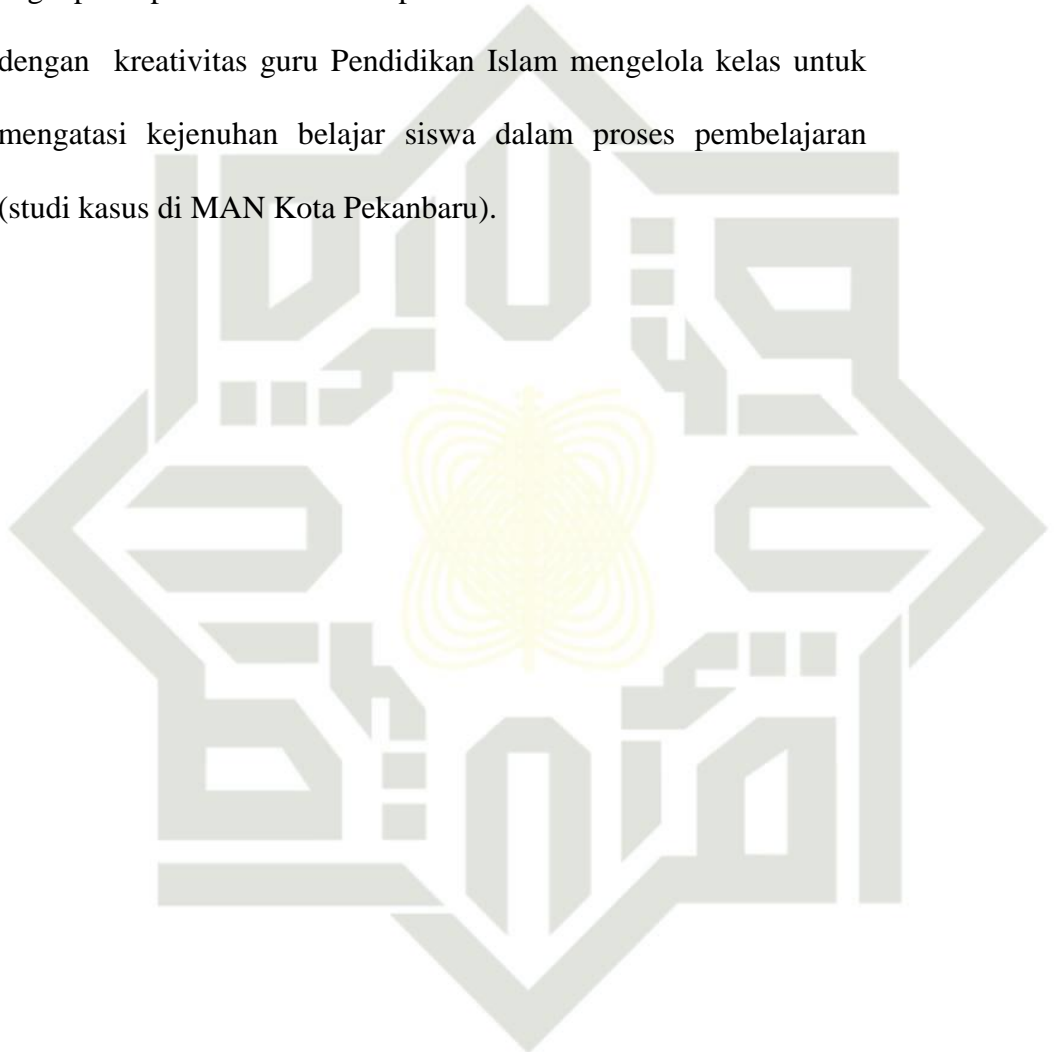 dengan kreativitas guru Pendidikan Islam mengelola kelas untuk
mengatasi kejenuhan belajar siswa dalam proses pembelajaran
(studi kasus di MAN Kota Pekanbaru).